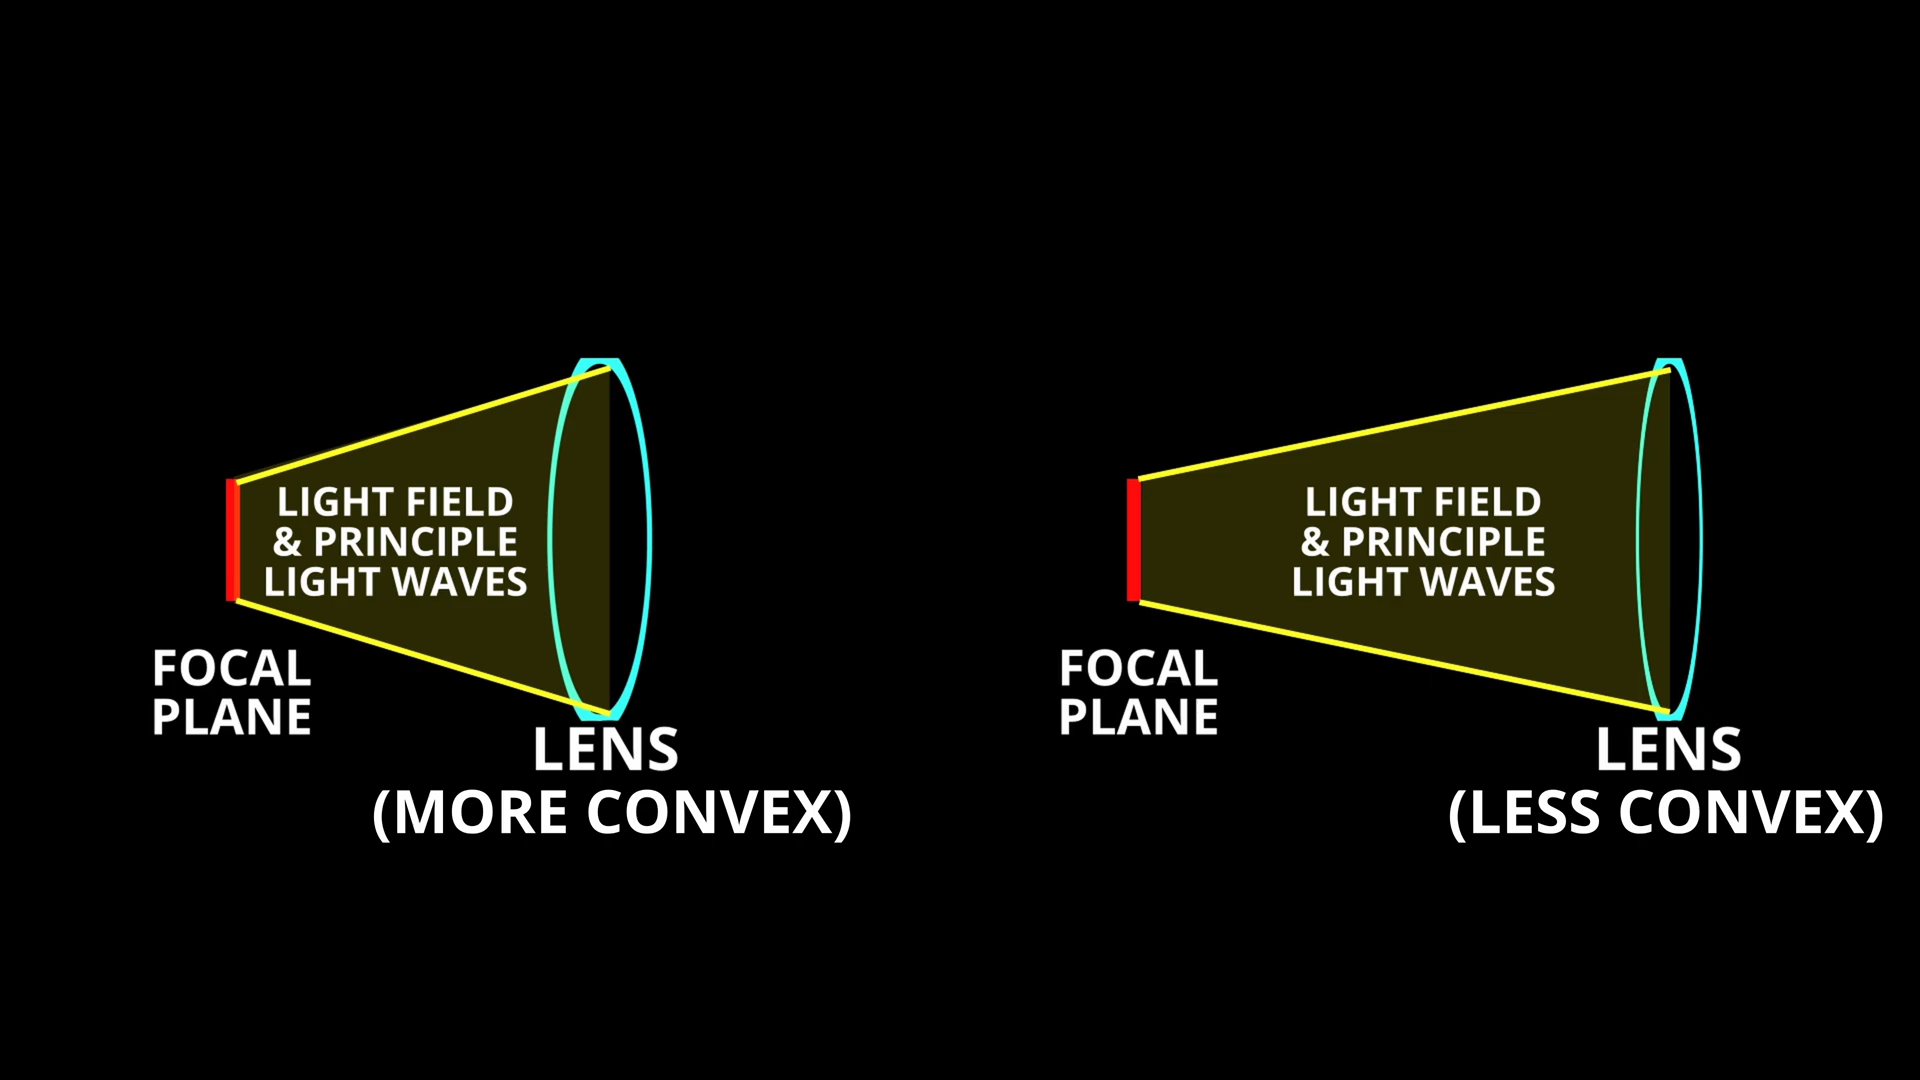 LIGHT FIELD
& PRINCIPLE
LIGHT WAVES
FOCAL
PLANE
LENS
(MORE CONVEX)
LIGHT FIELD
& PRINCIPLE
LIGHT WAVES
FOCAL
PLANE
LENS
(LESS CONVEX)